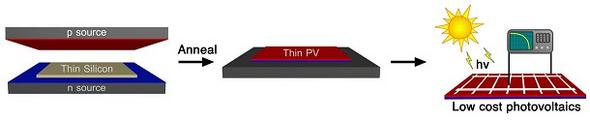 p source
Thin Silicon
n source
Anneal
Thin PV
hv
Low cost photovoltaics